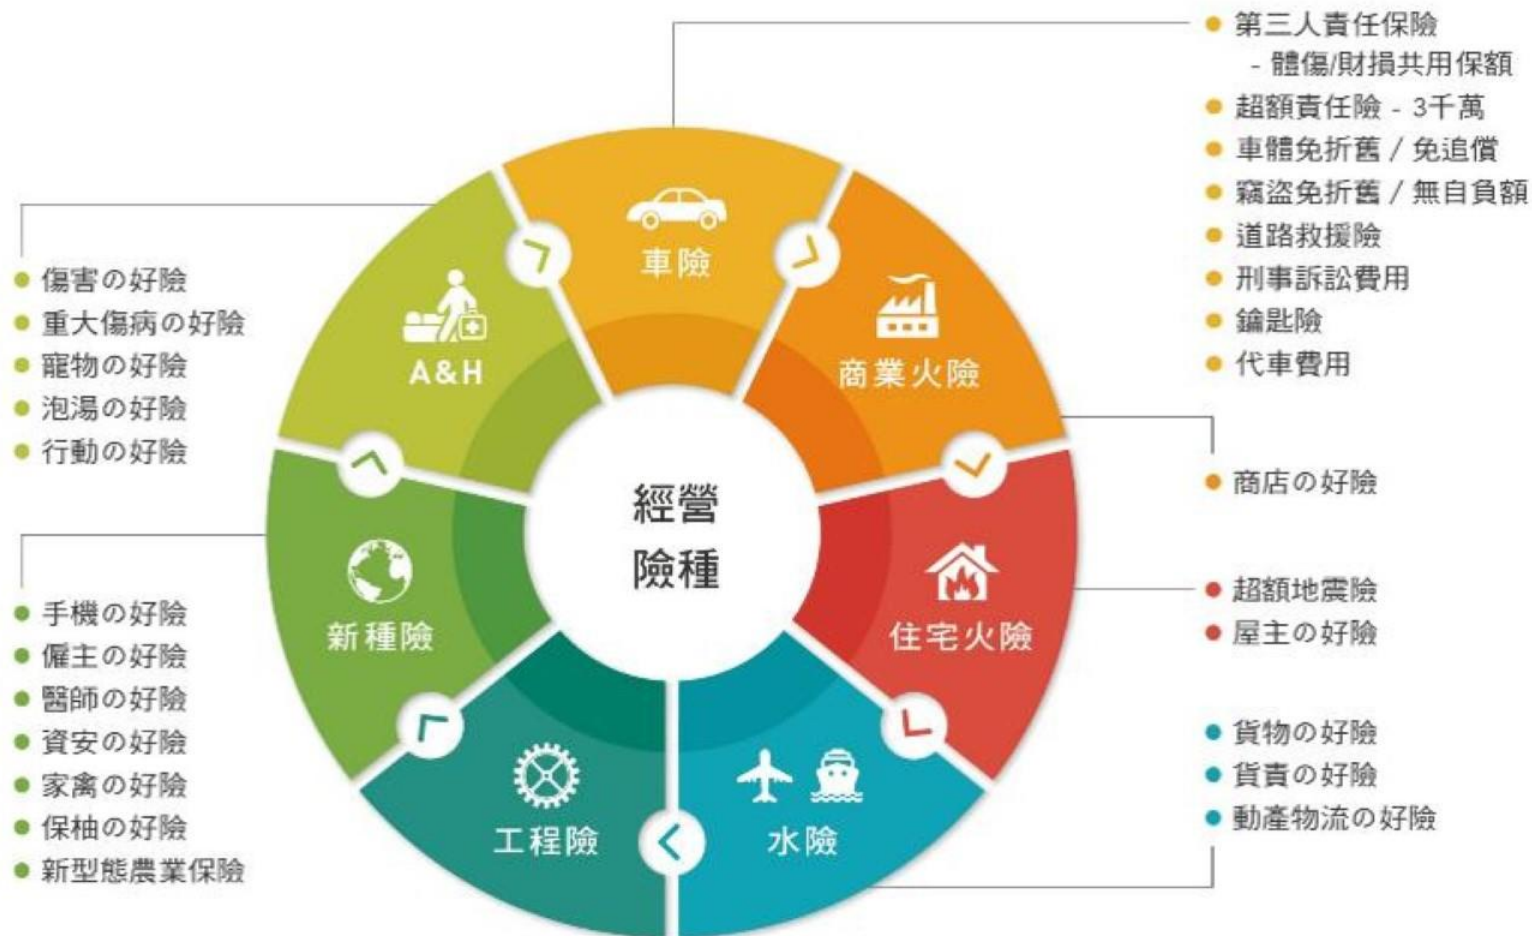 第三人責任保險
- 體傷/財損共用保額
超額責任險 - 3千萬
車體免折舊 / 免追償
竊盜免折舊 / 無自負額
道路救援險
刑事訴訟費用
鑰匙險
代車費用
商店の好險
超額地震險
屋主の好險
貨物の好險
貨責の好險
動產物流の好險
傷害の好險
重大傷病の好險
寵物の好險
泡湯の好險
行動の好險
手機の好險
僱主の好險
醫師の好險
資安の好險
家禽の好險
保柚の好險
新型態農業保險
車險
商業火險
住宅火險
水險
工程險
新種險
A&H
經營
險種